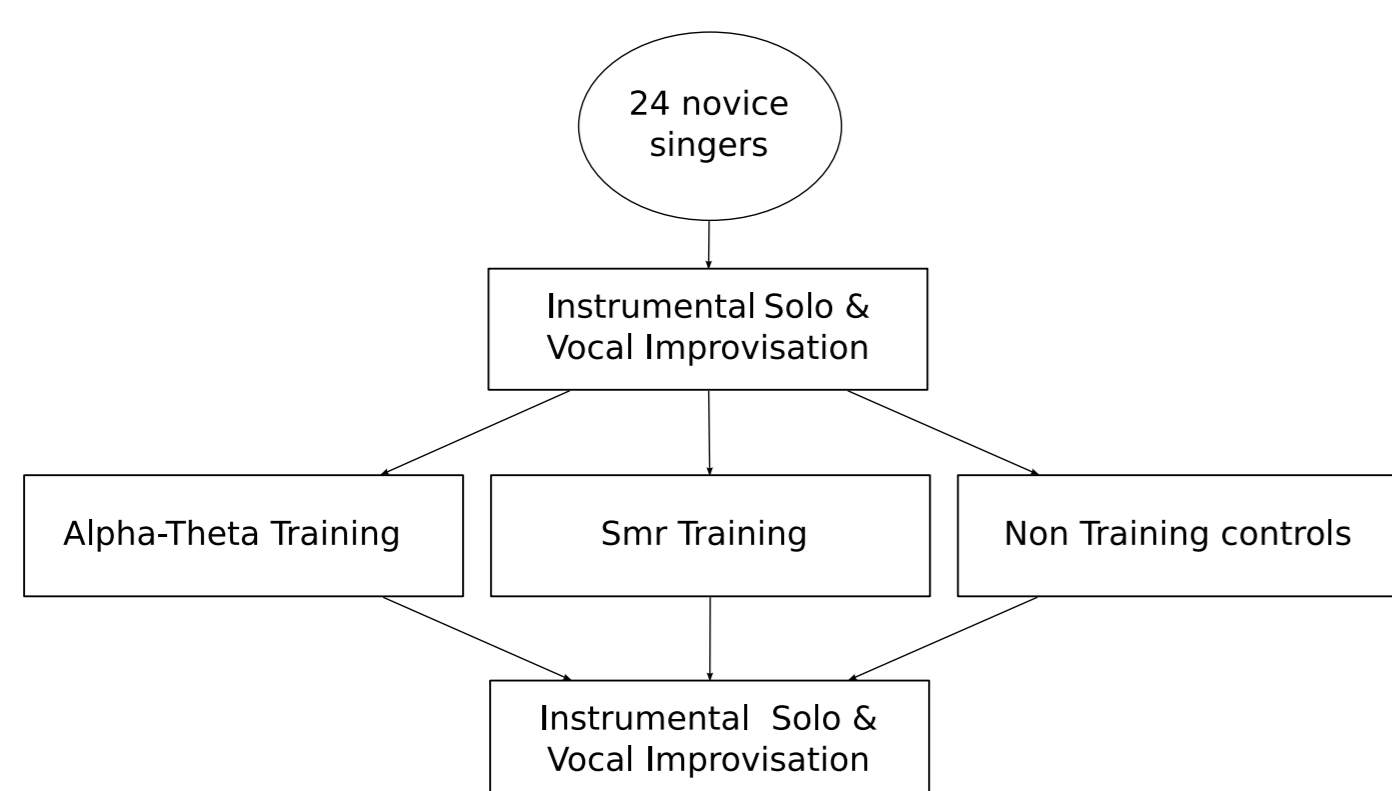 24 novice
singers
Instrumental Solo &
Vocal Improvisation
Alpha-Theta Training
Smr Training
Non Training controls
Instrumental Solo &
Vocal Improvisation